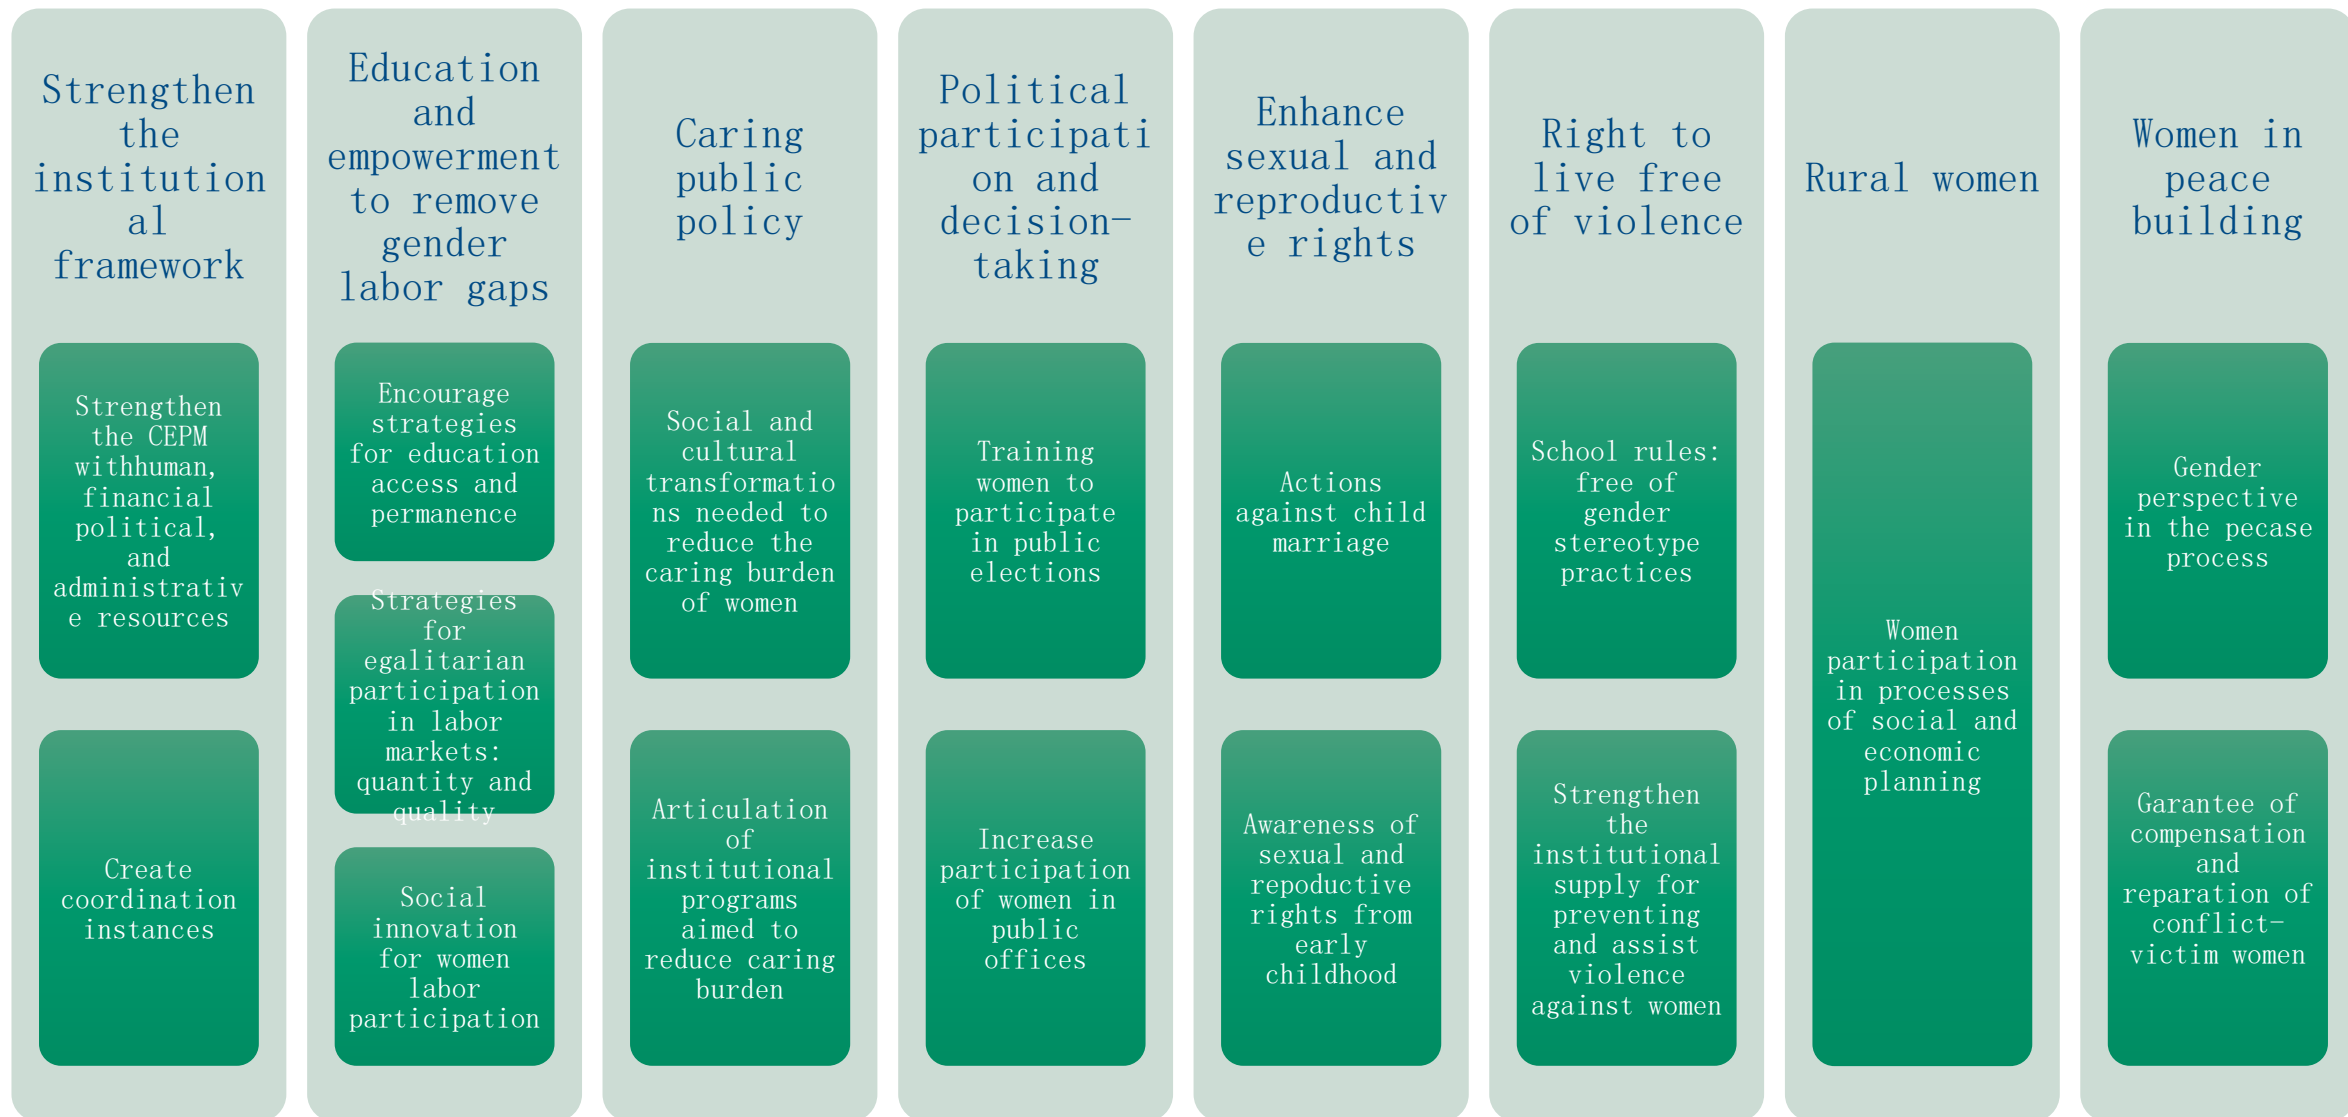 Strengthen
the
institution
al
framework
Strengthen
the CEPM
withhuman,
financial
political,
and
administrativ
e resources
Create
coordination
instances
Education
and
empowerment
to remove
gender
labor gaps
Encourage
strategies
for education
access and
permanence
Strategies
for
egalitarian
participation
in labor
markets:
quantity and
quality
Social
innovation
for women
labor
participation
Caring
public
policy
Social and
cultural
transformatio
ns needed to
reduce the
caring burden
of women
Articulation
of
institutional
programs
aimed to
reduce caring
burden
Political
participati
on and
decision-
taking
Training
women to
participate
in public
elections
Increase
participation
of women in
public
offices
Enhance
sexual and
reproductiv
e rights
Actions
against child
marriage
Awareness of
sexual and
repoductive
rights from
early
childhood
Right to
live free
of violence
School rules:
free of
gender
stereotype
practices
Strengthen
the
institutional
supply for
preventing
and assist
violence
against women
Rural women
Women
participation
in processes
of social and
economic
planning
Women in
peace
building
Gender
perspective
in the pecase
process
Garantee of
compensation
and
reparation of
conflict-
victim women